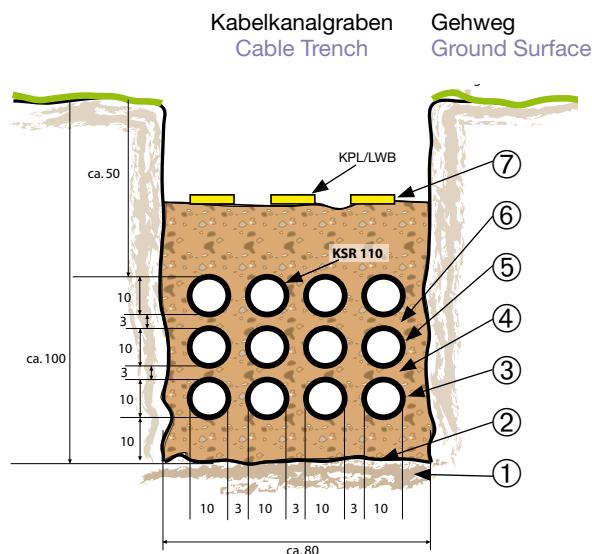 Kabelkanalgraben Gehweg
Cable Trench Ground Surface
KPL/LWB
⑦
ca. 50
⑥
KSR 110
⑤
10
3
④
10
ca. 100
3
③
10
②
10
①
10 3 10 3 10 3 10
ca. 80